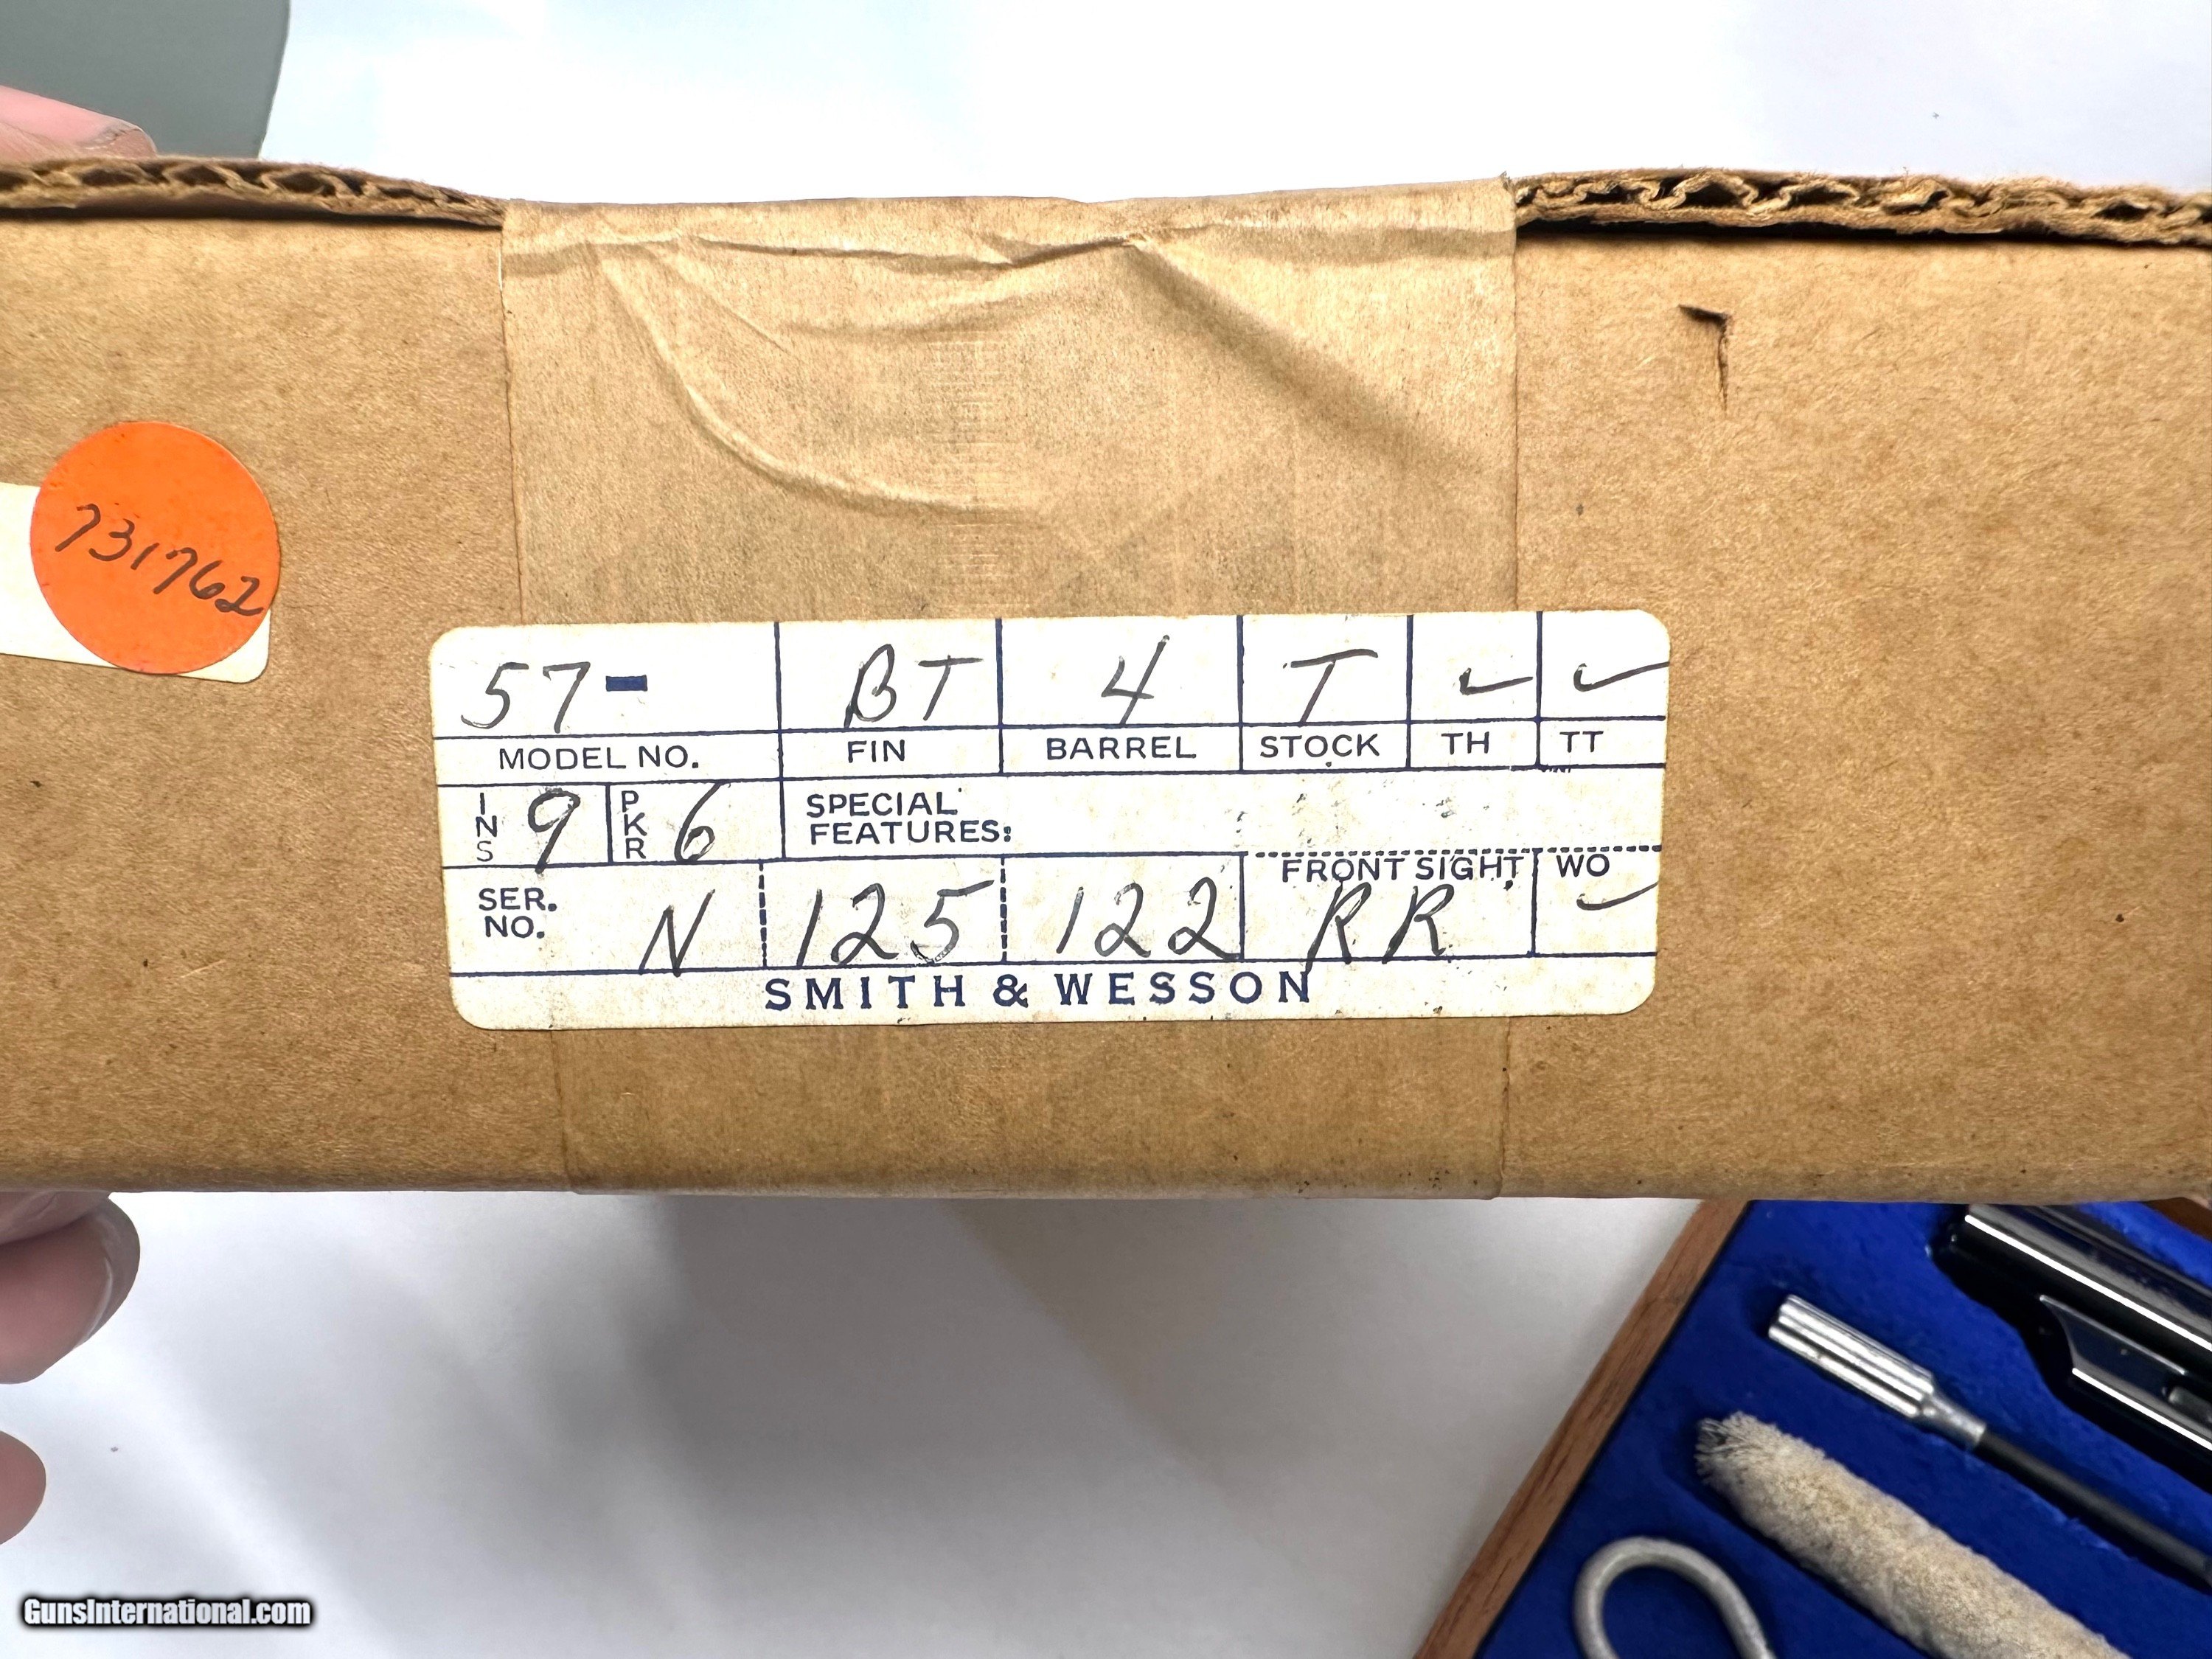 731762
57- BT 4 T ✓ ✓
MODEL NO. FIN BARREL STOCK TH TT
INS 9 PKR 6 SPECIAL FEATURES:
SER. NO. N 125 122 FRONT SIGHT RR WO ✓
SMITH & WESSON
GunsInternational.com